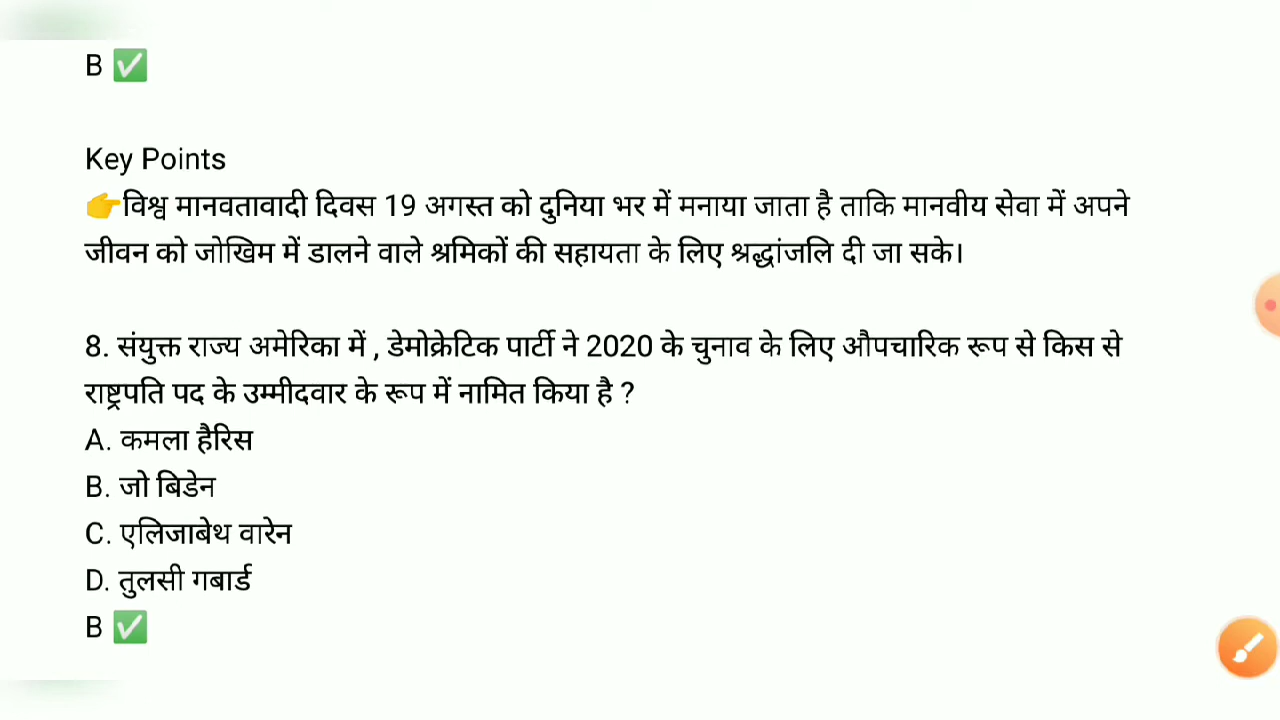 B ✅
Key Points
👉विश्व मानवतावादी दिवस 19 अगस्त को दुनिया भर में मनाया जाता है ताकि मानवीय सेवा में अपने
जीवन को जोखिम में डालने वाले श्रमिकों की सहायता के लिए श्रद्धांजलि दी जा सके।
8. संयुक्त राज्य अमेरिका में , डेमोक्रेटिक पार्टी ने 2020 के चुनाव के लिए औपचारिक रूप से किस से
राष्ट्रपति पद के उम्मीदवार के रूप में नामित किया है ?
A. कमला हैरिस
B. जो बिडेन
C. एलिजाबेथ वारेन
D. तुलसी गबार्ड
B ✅